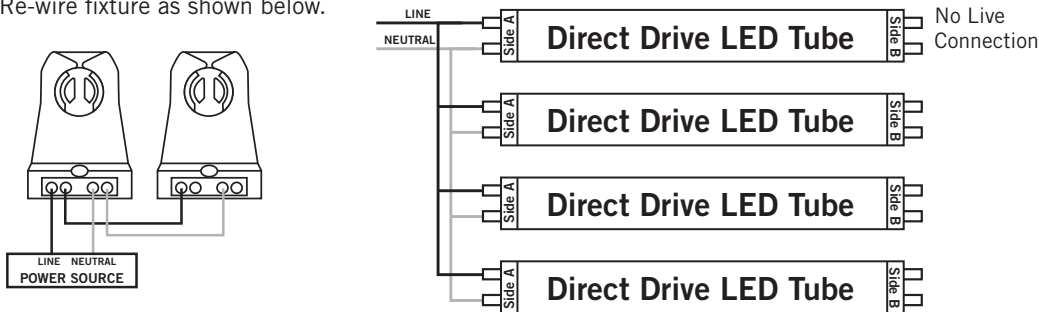 Re-wire fixture as shown below.
LINE NEUTRAL
POWER SOURCE
LINE
NEUTRAL
Side A Direct Drive LED Tube Side B
No Live
Connection
Side A Direct Drive LED Tube Side B
Side A Direct Drive LED Tube Side B
Side A Direct Drive LED Tube Side B